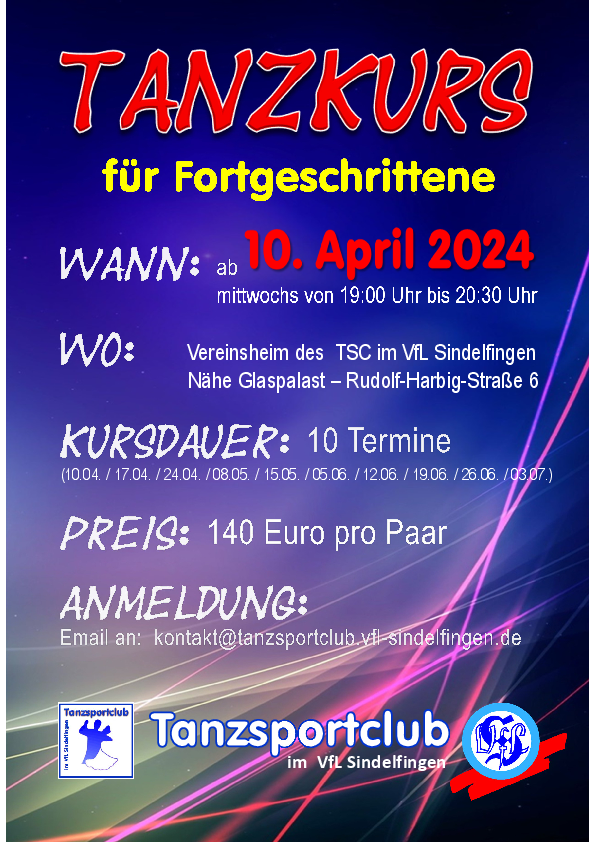 TANZKURS
für Fortgeschrittene
WANN: ab 10. April 2024
mittwochs von 19:00 Uhr bis 20:30 Uhr
WO: Vereinsheim des TSC im VfL Sindelfingen
Nähe Glaspalast – Rudolf-Harbig-Straße 6
KURSDAUER: 10 Termine
(10.04. / 17.04. / 24.04. / 08.05. / 15.05. / 05.06. / 12.06. / 19.06. / 26.06. / 03.07.)
PREIS: 140 Euro pro Paar
ANMELDUNG:
Email an: kontakt@tanzsportclub.vfl-sindelfingen.de
Tanzsportclub
im VfL Sindelfingen
Tanzsportclub
im VfL Sindelfingen
VfL